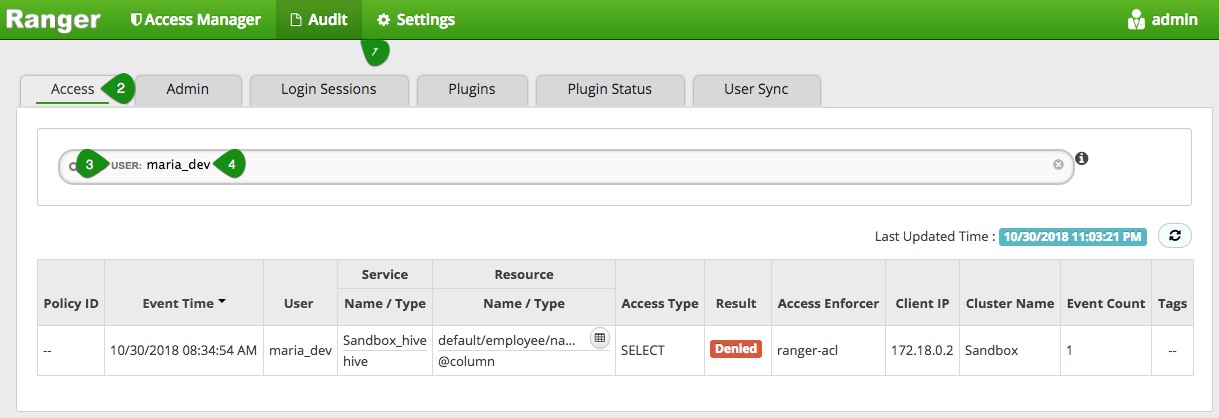 Ranger Access Manager Audit Settings admin
1
Access 2 Admin Login Sessions Plugins Plugin Status User Sync
3 USER: maria_dev 4
Last Updated Time : 10/30/2018 11:03:21 PM
Service Resource
Policy ID Event Time User Name / Type Name / Type Access Type Result Access Enforcer Client IP Cluster Name Event Count Tags
-- 10/30/2018 08:34:54 AM maria_dev Sandbox_hive default/employee/na... SELECT Denied ranger-acl 172.18.0.2 Sandbox 1 --
hive @column